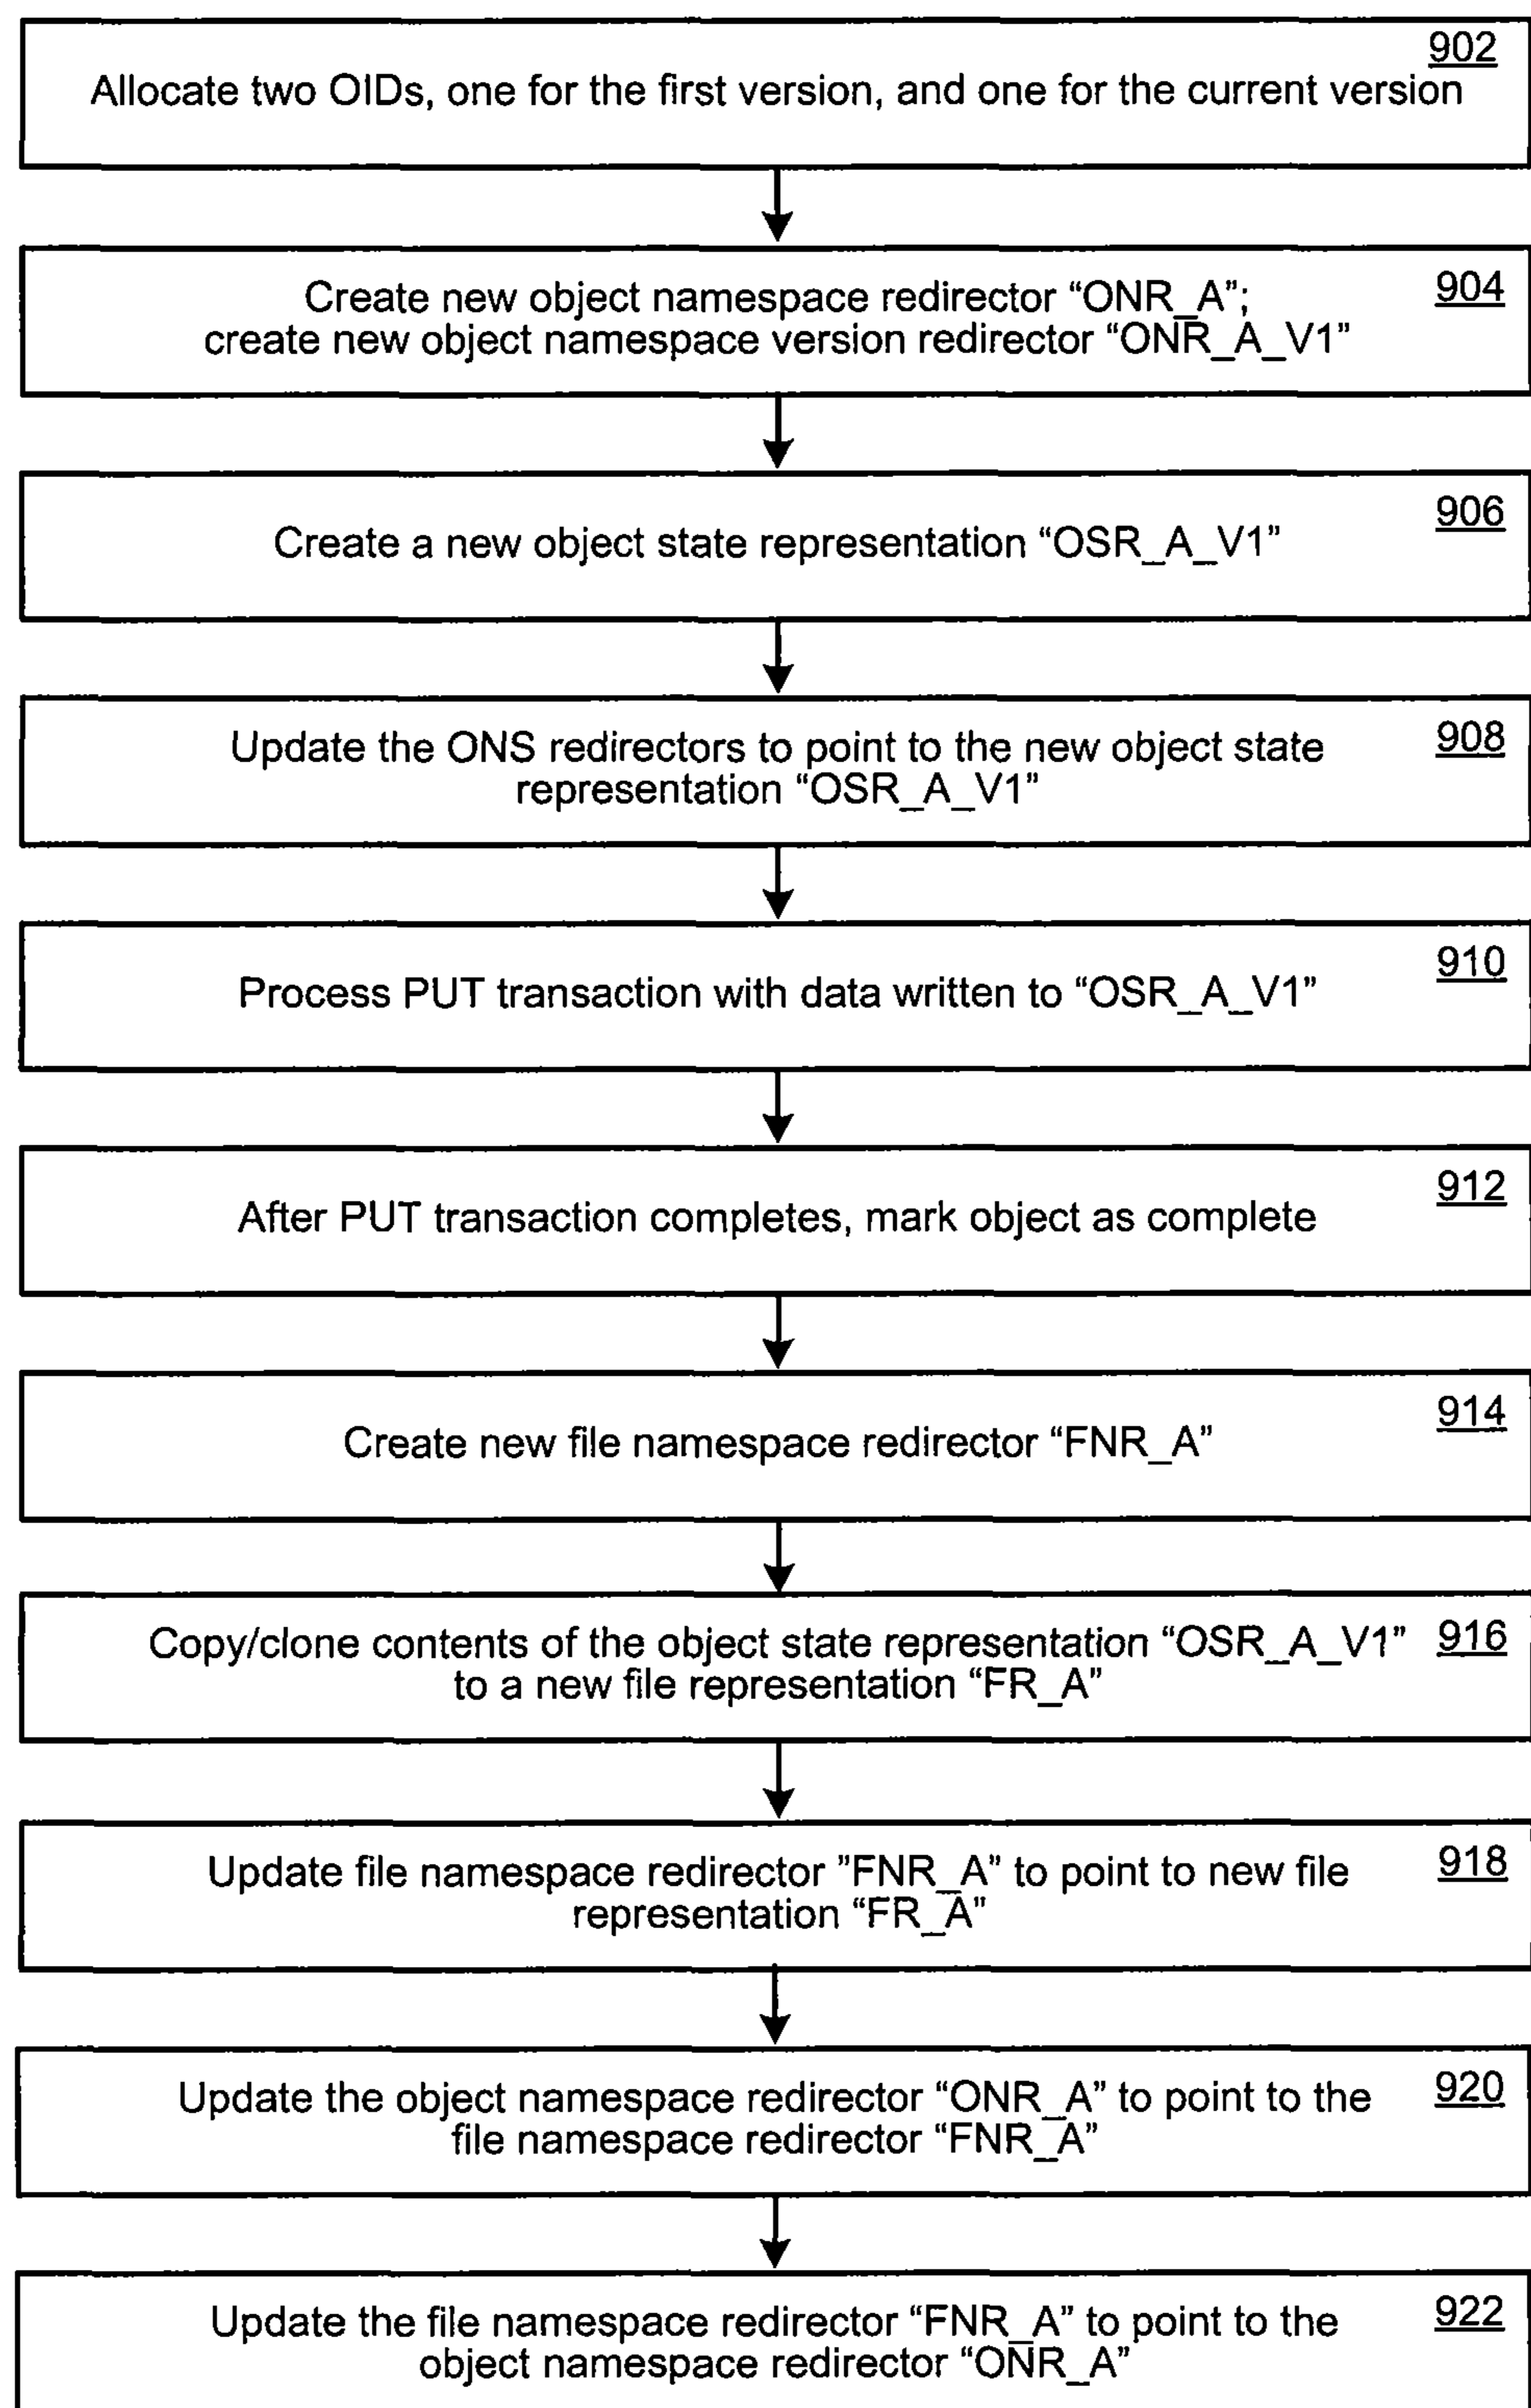 902
Allocate two OIDs, one for the first version, and one for the current version
904
Create new object namespace redirector “ONR_A”;
create new object namespace version redirector “ONR_A_V1”
906
Create a new object state representation “OSR_A_V1”
908
Update the ONS redirectors to point to the new object state
representation “OSR_A_V1”
910
Process PUT transaction with data written to “OSR_A_V1”
912
After PUT transaction completes, mark object as complete
914
Create new file namespace redirector “FNR_A”
916
Copy/clone contents of the object state representation “OSR_A_V1”
to a new file representation “FR_A”
918
Update file namespace redirector ”FNR_A” to point to new file
representation “FR_A”
920
Update the object namespace redirector “ONR_A” to point to the
file namespace redirector “FNR_A”
922
Update the file namespace redirector “FNR_A” to point to the
object namespace redirector “ONR_A”